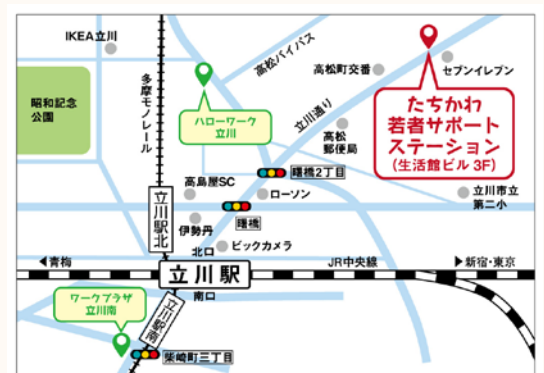 IKEA立川
昭和記念
公園
多摩モノレール
ハローワーク
立川
高松バイパス
高松町交番
立川通り
高松
郵便局
セブンイレブン
たちかわ
若者サポート
ステーション
(生活館ビル 3F)
曙橋2丁目
高島屋SC
ローソン
立川市立
第二小
曙橋
伊勢丹
立川駅北
北口
ビックカメラ
◀青梅
JR中央線
▶新宿・東京
立川駅
南口
ワークプラザ
立川南
立川駅南
柴崎町三丁目